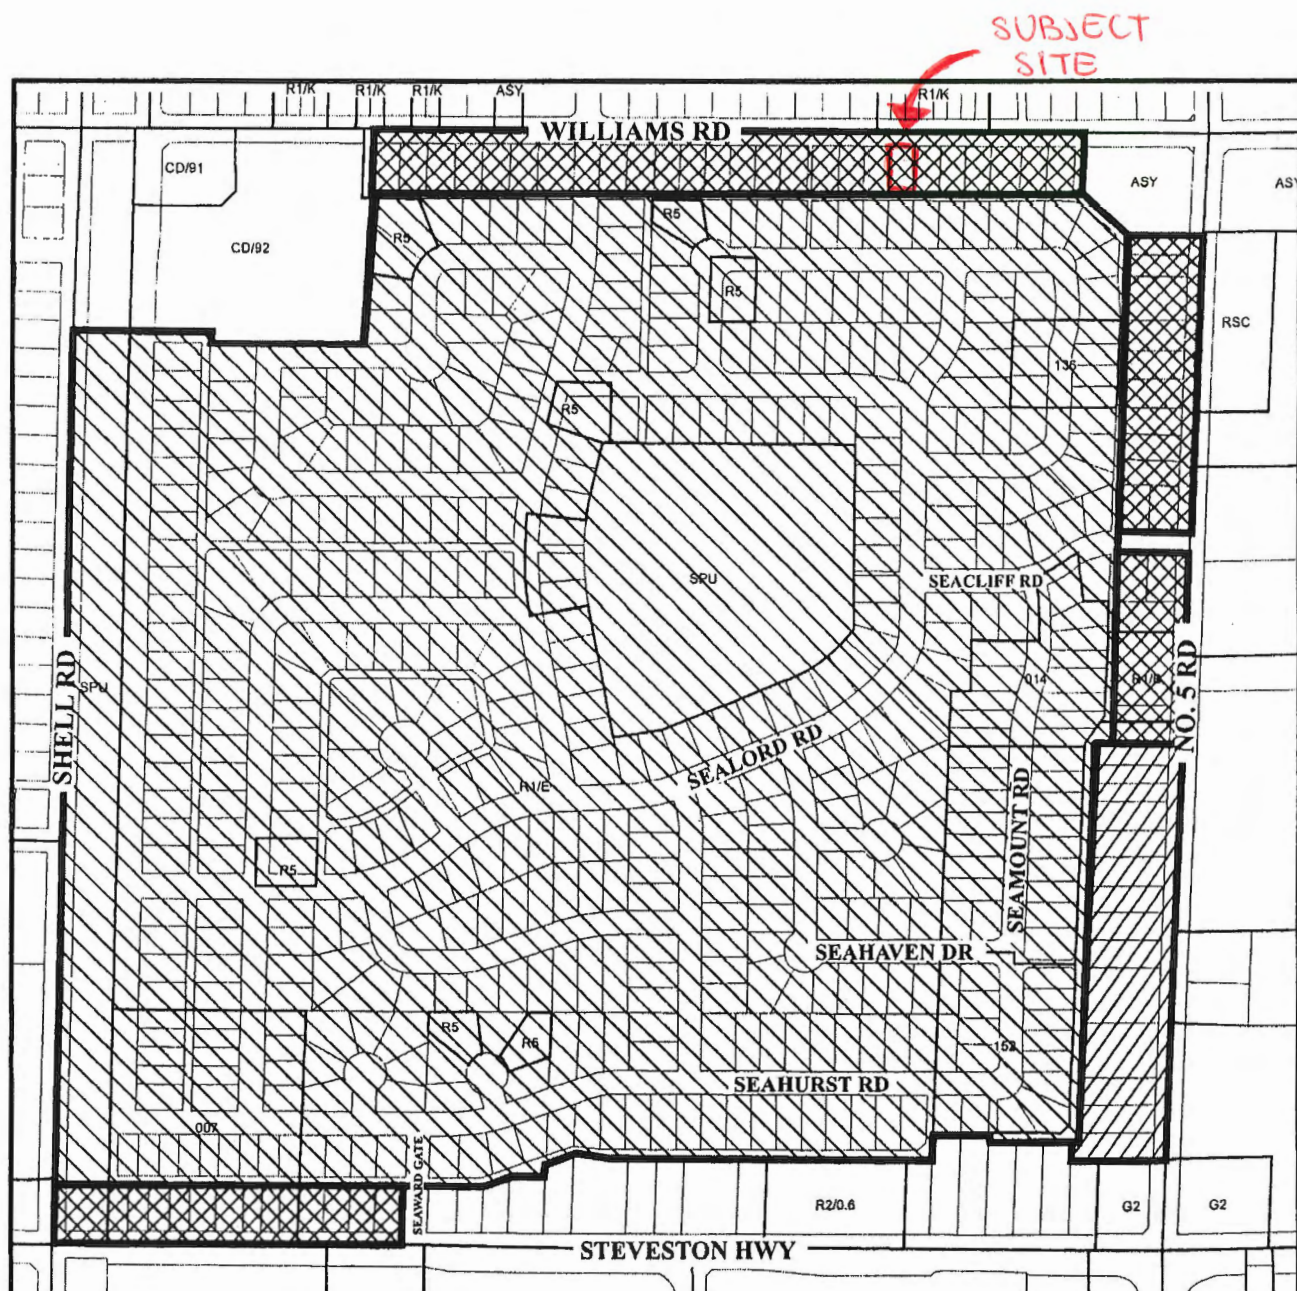 SUBJECT
SITE
R1/K
R1/K
R1/K
ASY
R1/K
WILLIAMS RD
CD/91
ASY
ASY
CD/92
R5
R5
R5
RSC
136
R5
SPU
SEACLIFF RD
SHELL RD
SPU
014
NO. 5 RD
SEALORD RD
R1/E
SEAMOUNT RD
R5
SEAHAVEN DR
R5
R5
152
SEAHURST RD
007
SEAWARD GATE
R2/0.6
G2
G2
STEVESTON HWY